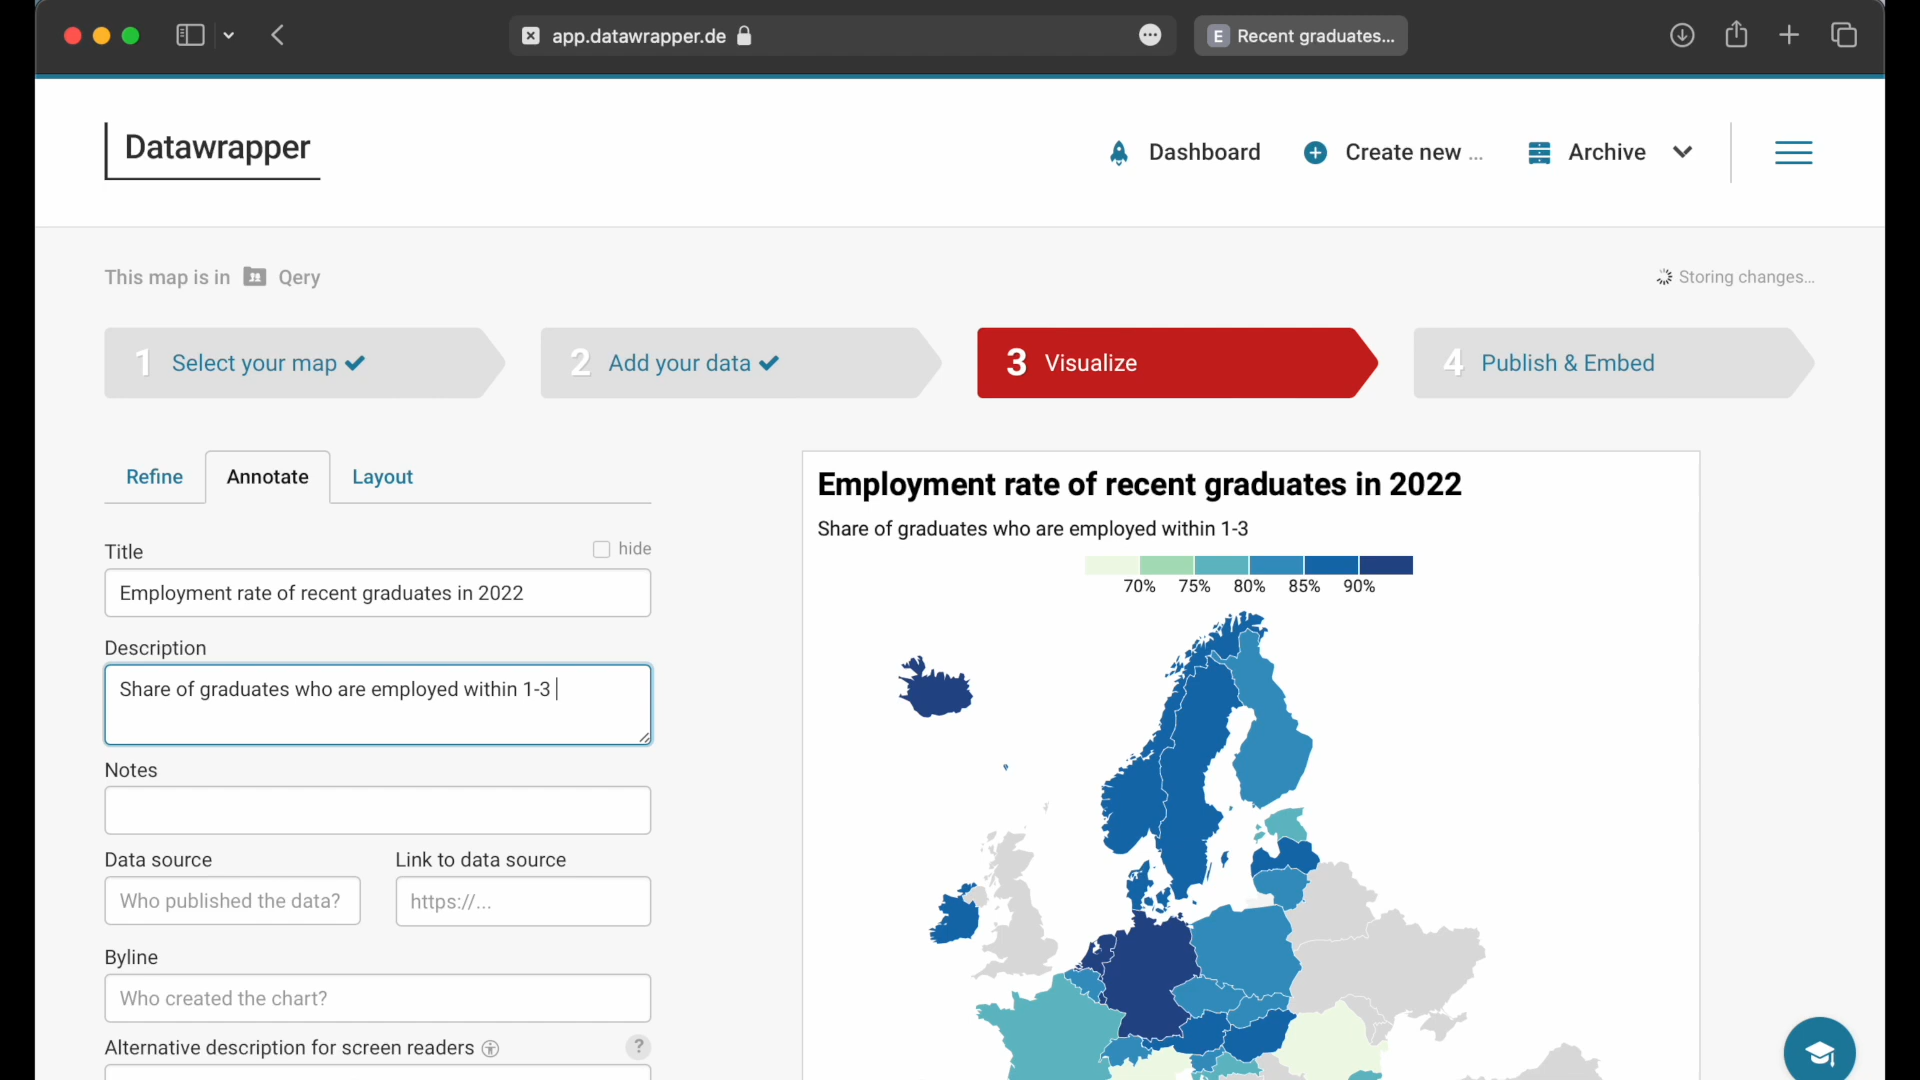 app.datawrapper.de
E Recent graduates...
Datawrapper
Dashboard
Create new ...
Archive
This map is in Qery
Storing changes...
1 Select your map
2 Add your data
3 Visualize
4 Publish & Embed
Refine
Annotate
Layout
Title
hide
Employment rate of recent graduates in 2022
Description
Share of graduates who are employed within 1-3
Notes
Data source
Link to data source
Who published the data?
https://...
Byline
Who created the chart?
Alternative description for screen readers
?
Employment rate of recent graduates in 2022
Share of graduates who are employed within 1-3
70% 75% 80% 85% 90%